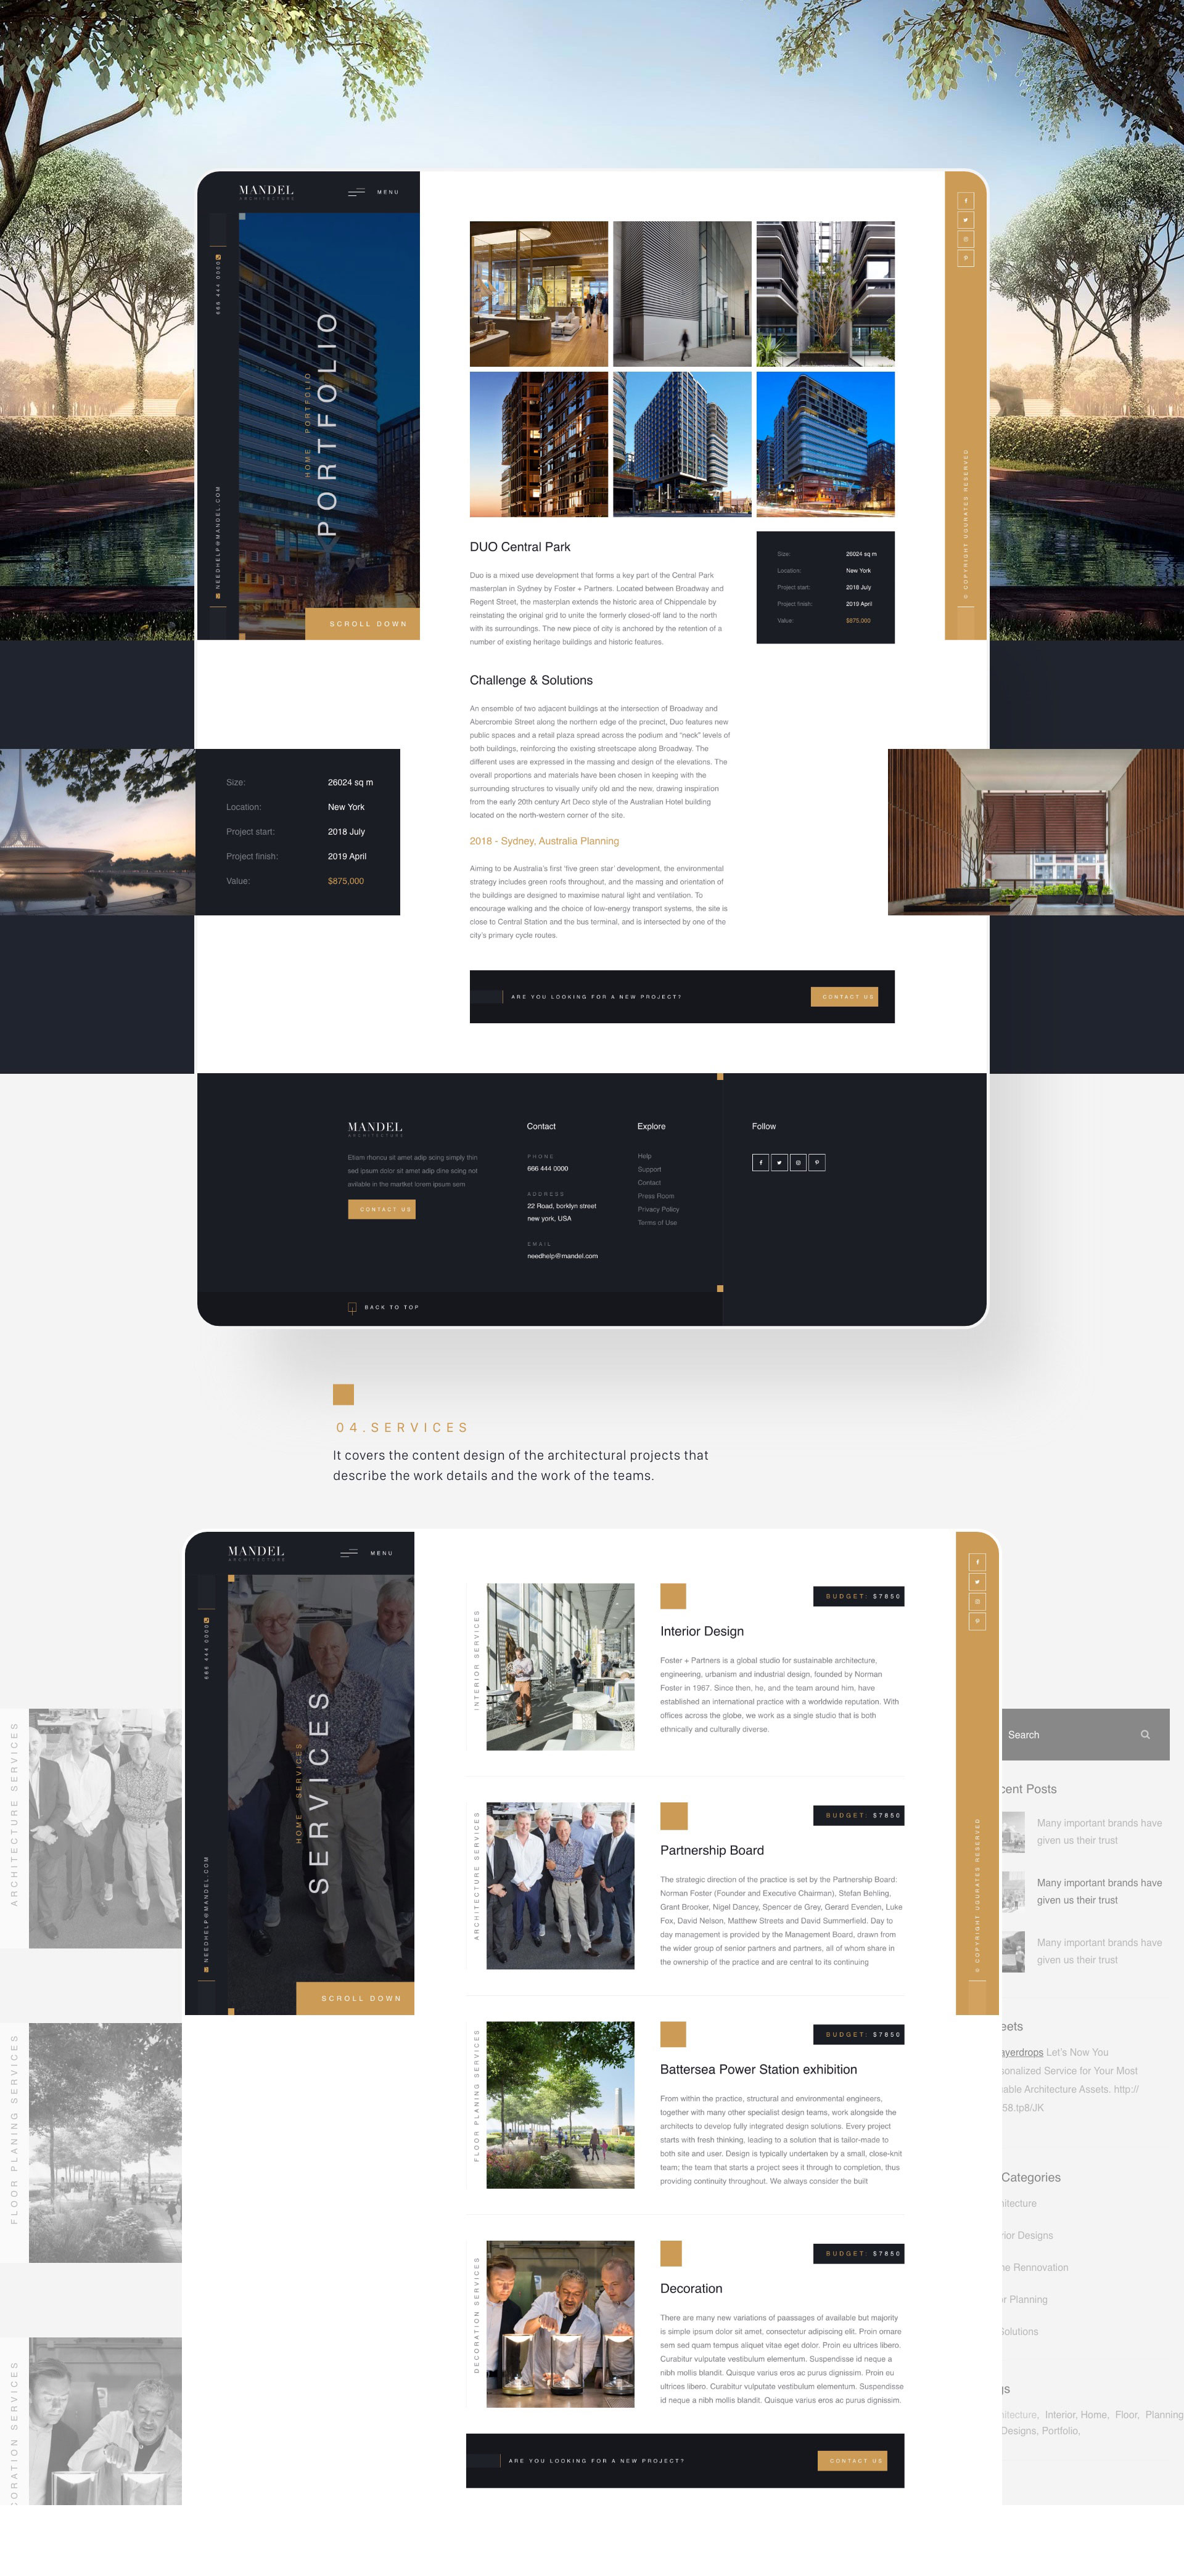 MANDEL
ARCHITECTURE
MENU
666 444 0000
NEEDHELP@MANDEL.COM
HOME PORTFOLIO
PORTFOLIO
SCROLL DOWN
© COPYRIGHT UGURATES RESERVED
DUO Central Park
Duo is a mixed use development that forms a key part of the Central Park
masterplan in Sydney by Foster + Partners. Located between Broadway and
Regent Street, the masterplan extends the historic area of Chippendale by
reinstating the original grid to unite the formerly closed-off land to the north
with its surroundings. The new piece of city is anchored by the retention of a
number of existing heritage buildings and historic features.
Size: 26024 sq m
Location: New York
Project start: 2018 July
Project finish: 2019 April
Value: $875,000
Challenge & Solutions
An ensemble of two adjacent buildings at the intersection of Broadway and
Abercrombie Street along the northern edge of the precinct, Duo features new
public spaces and a retail plaza spread across the podium and “neck” levels of
both buildings, reinforcing the existing streetscape along Broadway. The
different uses are expressed in the massing and design of the elevations. The
overall proportions and materials have been chosen in keeping with the
surrounding structures to visually unify old and the new, drawing inspiration
from the early 20th century Art Deco style of the Australian Hotel building
located on the north-western corner of the site.
Size: 26024 sq m
Location: New York
Project start: 2018 July
Project finish: 2019 April
Value: $875,000
2018 - Sydney, Australia Planning
Aiming to be Australia's first 'five green star' development, the environmental
strategy includes green roofs throughout, and the massing and orientation of
the buildings are designed to maximise natural light and ventilation. To
encourage walking and the choice of low-energy transport systems, the site is
close to Central Station and the bus terminal, and is intersected by one of the
city's primary cycle routes.
ARE YOU LOOKING FOR A NEW PROJECT?
CONTACT US
MANDEL
ARCHITECTURE
Etiam rhoncu sit amet adip scing simply thin
sed ipsum dolor sit amet adip dine scing not
avilable in the martket lorem ipsum sem
CONTACT US
Contact
PHONE
666 444 0000
ADDRESS
22 Road, borklyn street
new york, USA
EMAIL
needhelp@mandel.com
Explore
Help
Support
Contact
Press Room
Privacy Policy
Terms of Use
Follow
BACK TO TOP
04.SERVICES
It covers the content design of the architectural projects that
describe the work details and the work of the teams.
MANDEL
ARCHITECTURE
MENU
666 444 0000
NEEDHELP@MANDEL.COM
HOME SERVICES
SERVICES
SCROLL DOWN
© COPYRIGHT UGURATES RESERVED
INTERIOR SERVICES
BUDGET: $7850
Interior Design
Foster + Partners is a global studio for sustainable architecture,
engineering, urbanism and industrial design, founded by Norman
Foster in 1967. Since then, he, and the team around him, have
established an international practice with a worldwide reputation. With
offices across the globe, we work as a single studio that is both
ethnically and culturally diverse.
ARCHITECTURE SERVICES
BUDGET: $7850
Partnership Board
The strategic direction of the practice is set by the Partnership Board:
Norman Foster (Founder and Executive Chairman), Stefan Behling,
Grant Brooker, Nigel Dancey, Spencer de Grey, Gerard Evenden, Luke
Fox, David Nelson, Matthew Streets and David Summerfield. Day to
day management is provided by the Management Board, drawn from
the wider group of senior partners and partners, all of whom share in
the ownership of the practice and are central to its continuing
FLOOR PLANING SERVICES
BUDGET: $7850
Battersea Power Station exhibition
From within the practice, structural and environmental engineers,
together with many other specialist design teams, work alongside the
architects to develop fully integrated design solutions. Every project
starts with fresh thinking, leading to a solution that is tailor-made to
both site and user. Design is typically undertaken by a small, close-knit
team; the team that starts a project sees it through to completion, thus
providing continuity throughout. We always consider the built
DECORATION SERVICES
BUDGET: $7850
Decoration
There are many new variations of paassages of available but majority
is simple ipsum dolor sit amet, consectetur adipiscing elit. Proin ornare
sem sed quam tempus aliquet vitae eget dolor. Proin eu ultrices libero.
Curabitur vulputate vestibulum elementum. Suspendisse id neque a
nibh mollis blandit. Quisque varius eros ac purus dignissim. Proin eu
ultrices libero. Curabitur vulputate vestibulum elementum. Suspendisse
id neque a nibh mollis blandit. Quisque varius eros ac purus dignissim.
ARE YOU LOOKING FOR A NEW PROJECT?
CONTACT US
ARCHITECTURE SERVICES
FLOOR PLANING SERVICES
CORATION SERVICES
Search
cent Posts
Many important brands have
given us their trust
Many important brands have
given us their trust
Many important brands have
given us their trust
eets
ayerdrops Let's Now You
sonalized Service for Your Most
able Architecture Assets. http://
58.tp8/JK
Categories
hitecture
rior Designs
ne Rennovation
or Planning
Solutions
gs
hitecture, Interior, Home, Floor, Planning
Designs, Portfolio,